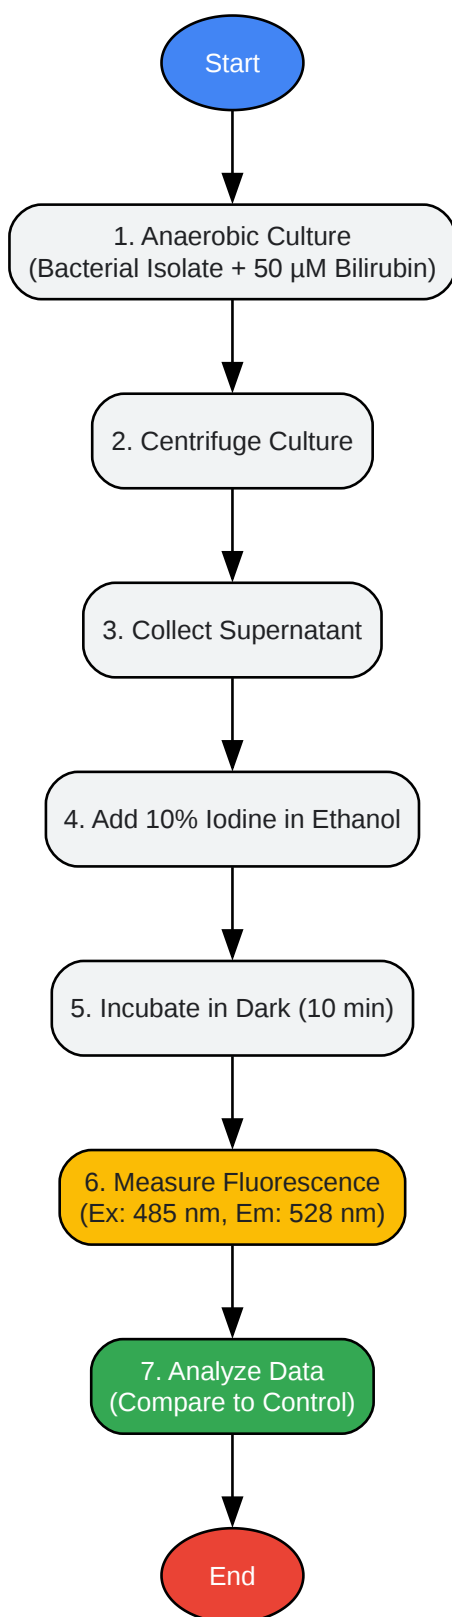 Start
1. Anaerobic Culture
(Bacterial Isolate + 50 µM Bilirubin)
2. Centrifuge Culture
3. Collect Supernatant
4. Add 10% Iodine in Ethanol
5. Incubate in Dark (10 min)
6. Measure Fluorescence
(Ex: 485 nm, Em: 528 nm)
7. Analyze Data
(Compare to Control)
End